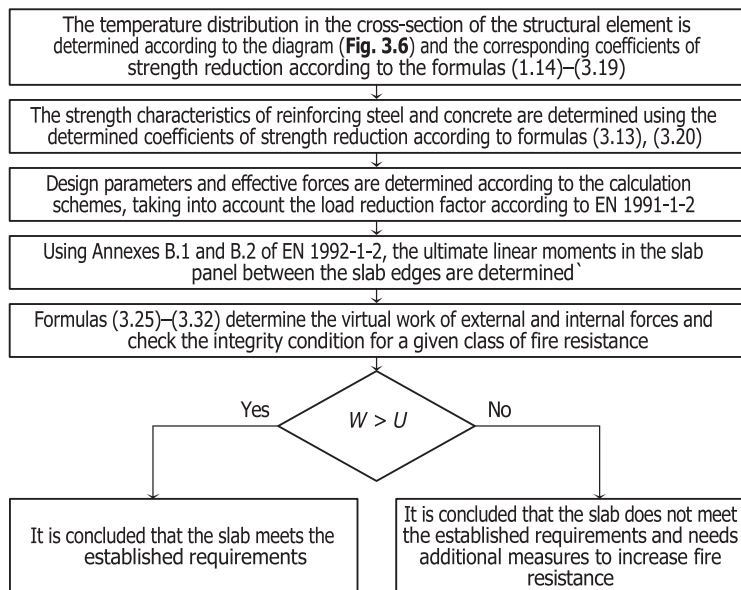 The temperature distribution in the cross-section of the structural element is
determined according to the diagram (Fig. 3.6) and the corresponding coefficients of
strength reduction according to the formulas (1.14)–(3.19)
The strength characteristics of reinforcing steel and concrete are determined using the
determined coefficients of strength reduction according to formulas (3.13), (3.20)
Design parameters and effective forces are determined according to the calculation
schemes, taking into account the load reduction factor according to EN 1991-1-2
Using Annexes B.1 and B.2 of EN 1992-1-2, the ultimate linear moments in the slab
panel between the slab edges are determined`
Formulas (3.25)–(3.32) determine the virtual work of external and internal forces and
check the integrity condition for a given class of fire resistance
Yes
W > U
No
It is concluded that the slab meets the
established requirements
It is concluded that the slab does not meet
the established requirements and needs
additional measures to increase fire
resistance